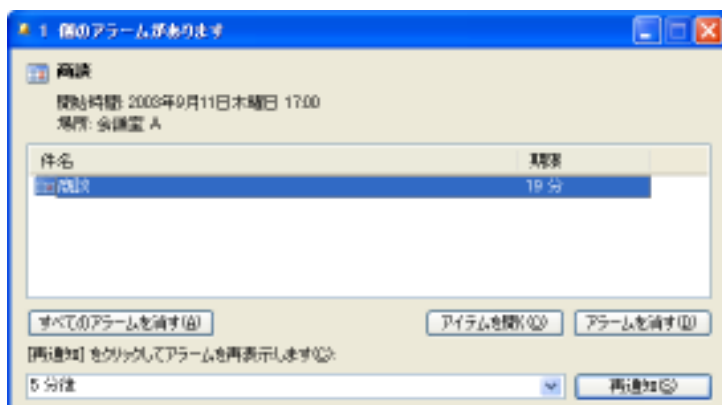 1 個のアラームがあります
商談
開始時間: 2003年9月11日木曜日 17:00
場所: 会議室 A
件名 期限
商談 19 分
すべてのアラームを消す(A) アイテムを開く(O) アラームを消す(D)
[再通知] をクリックしてアラームを再表示します(C):
5 分後 再通知(S)